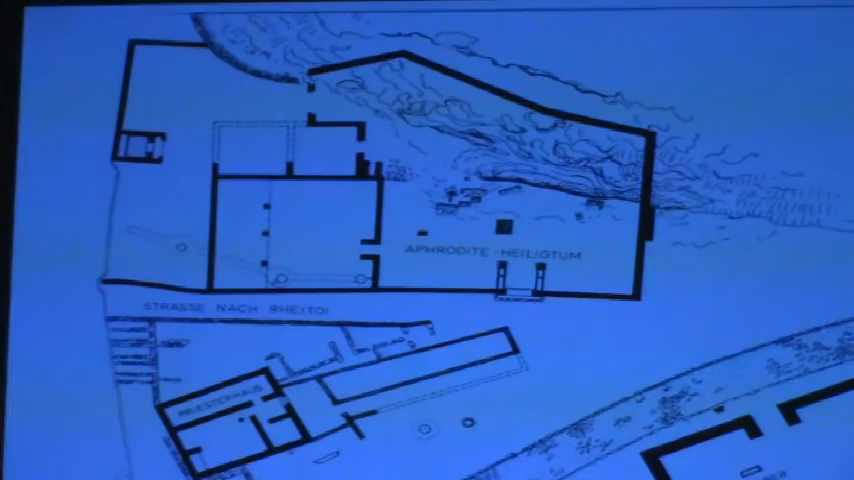 APHRODITE-HEILIGTUM
STRASSE NACH RHEITOI
PRIESTERHAUS